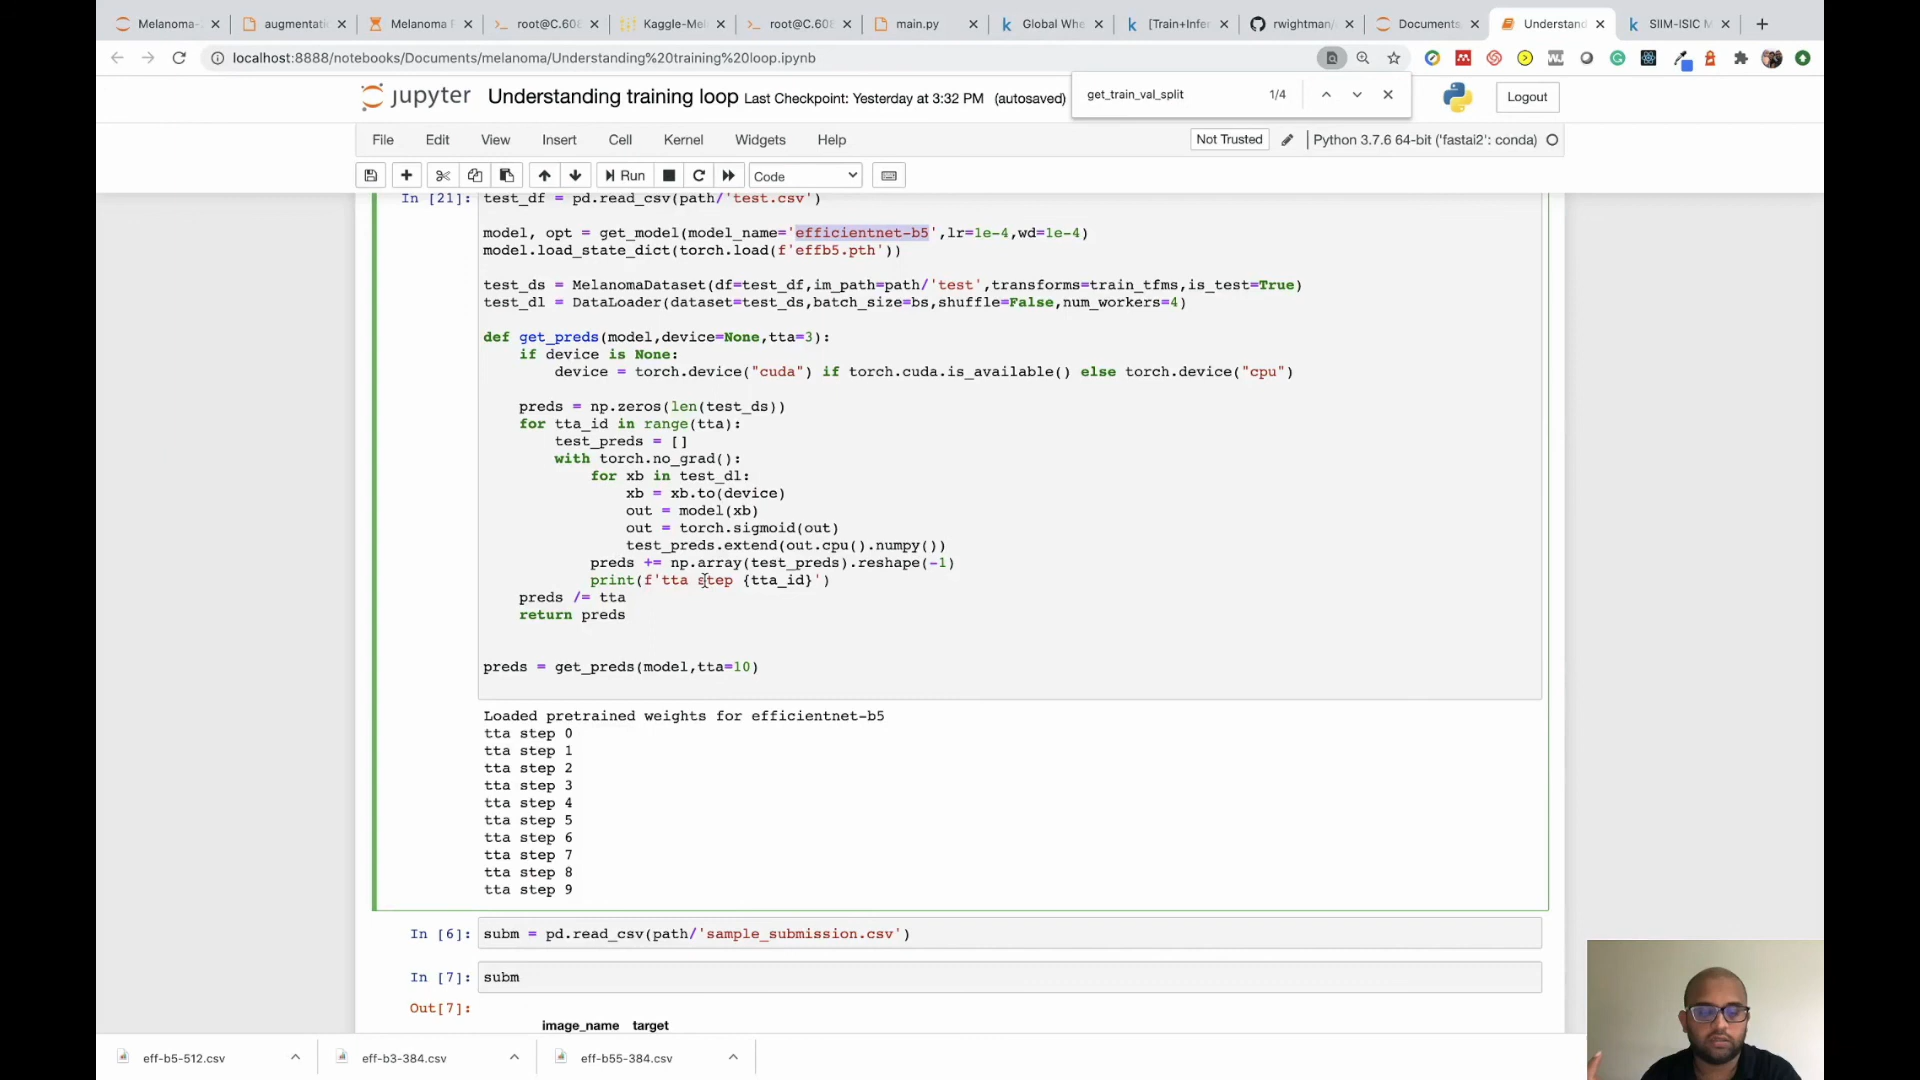 Melanoma-
augmentati
Melanoma F
root@C.608
Kaggle-Mel
root@C.608
main.py
Global Whe
[Train+Infer
rwightman/
Documents
Understand
SIIM-ISIC M
localhost:8888/notebooks/Documents/melanoma/Understanding%20training%20loop.ipynb
get_train_val_split 1/4
jupyter Understanding training loop Last Checkpoint: Yesterday at 3:32 PM (autosaved)
Logout
File Edit View Insert Cell Kernel Widgets Help
Not Trusted Python 3.7.6 64-bit ('fastai2': conda)
Run Code
In [21]: test_df = pd.read_csv(path/'test.csv')
model, opt = get_model(model_name='efficientnet-b5',lr=1e-4,wd=1e-4)
model.load_state_dict(torch.load(f'effb5.pth'))
test_ds = MelanomaDataset(df=test_df,im_path=path/'test',transforms=train_tfms,is_test=True)
test_dl = DataLoader(dataset=test_ds,batch_size=bs,shuffle=False,num_workers=4)
def get_preds(model,device=None,tta=3):
if device is None:
device = torch.device("cuda") if torch.cuda.is_available() else torch.device("cpu")
preds = np.zeros(len(test_ds))
for tta_id in range(tta):
test_preds = []
with torch.no_grad():
for xb in test_dl:
xb = xb.to(device)
out = model(xb)
out = torch.sigmoid(out)
test_preds.extend(out.cpu().numpy())
preds += np.array(test_preds).reshape(-1)
print(f'tta step {tta_id}')
preds /= tta
return preds
preds = get_preds(model,tta=10)
Loaded pretrained weights for efficientnet-b5
tta step 0
tta step 1
tta step 2
tta step 3
tta step 4
tta step 5
tta step 6
tta step 7
tta step 8
tta step 9
In [6]: subm = pd.read_csv(path/'sample_submission.csv')
In [7]: subm
Out[7]:
image_name target
eff-b5-512.csv
eff-b3-384.csv
eff-b55-384.csv